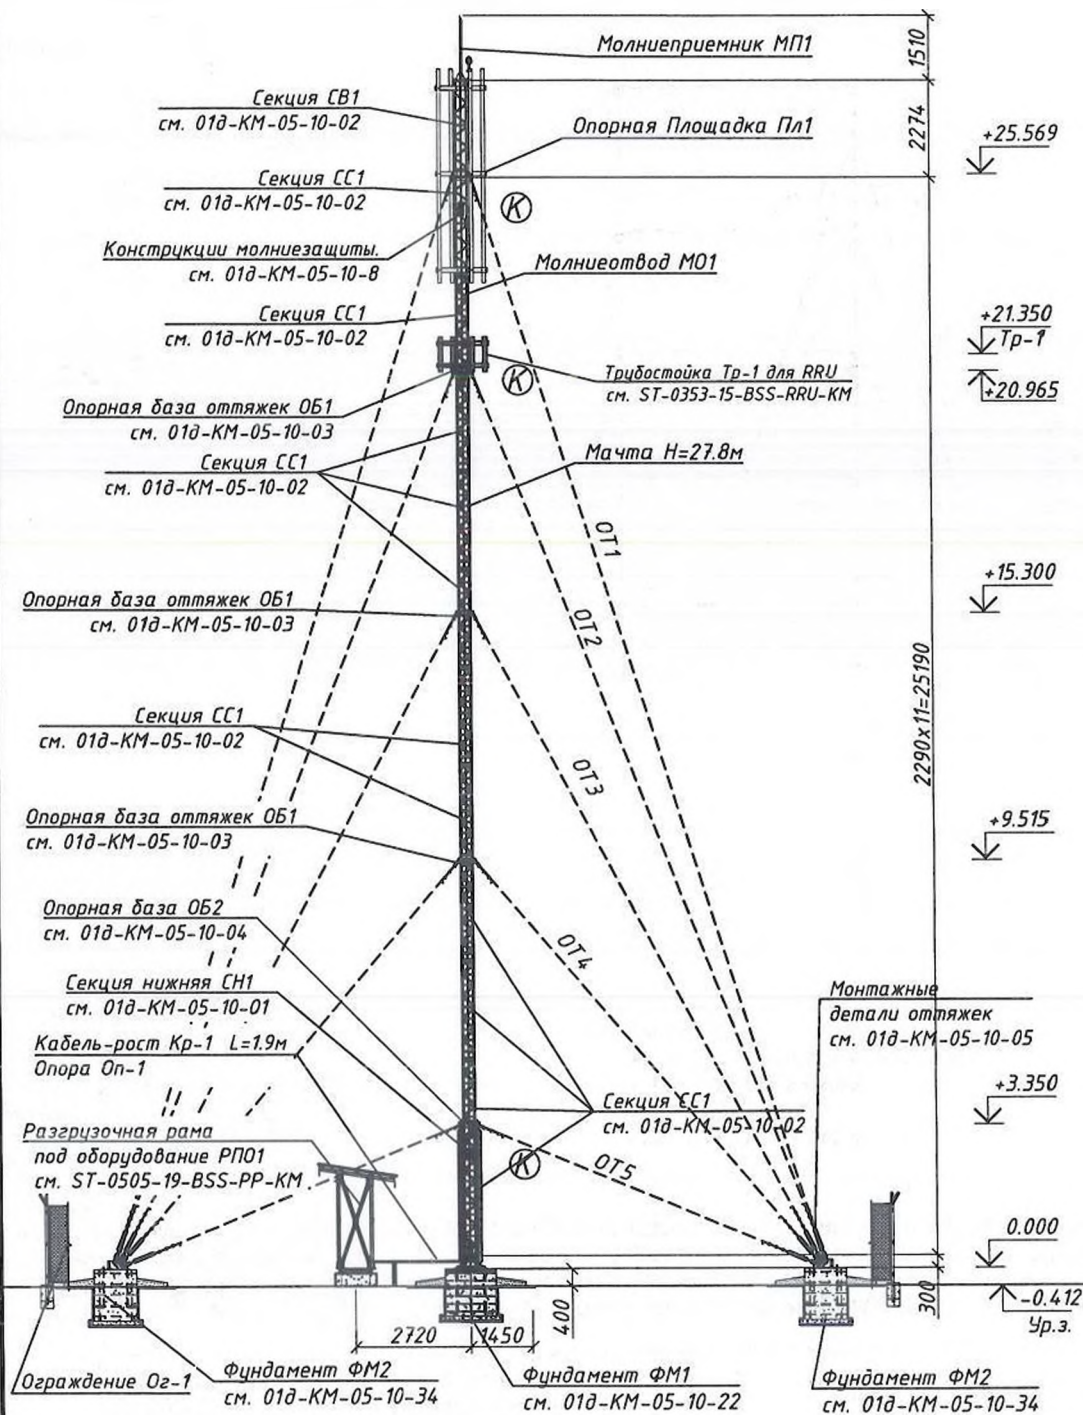 Молниеприемник МП1
1510
Секция СВ1
см. 01д-КМ-05-10-02
2274
Опорная Площадка Пл1
+25.569
Секция СС1
см. 01д-КМ-05-10-02
К
Конструкции молниезащиты.
см. 01д-КМ-05-10-8
Молниеотвод МО1
Секция СС1
см. 01д-КМ-05-10-02
+21.350
Тр-1
Трубостойка Тр-1 для RRU
см. ST-0353-15-BSS-RRU-КМ
К
+20.965
Опорная база оттяжек ОБ1
см. 01д-КМ-05-10-03
Секция СС1
см. 01д-КМ-05-10-02
Мачта Н=27.8м
ОТ1
+15.300
Опорная база оттяжек ОБ1
см. 01д-КМ-05-10-03
ОТ2
2290х11=25190
Секция СС1
см. 01д-КМ-05-10-02
ОТ3
Опорная база оттяжек ОБ1
см. 01д-КМ-05-10-03
+9.515
Опорная база ОБ2
см. 01д-КМ-05-10-04
ОТ4
Секция нижняя СН1
см. 01д-КМ-05-10-01
Монтажные
детали оттяжек
см. 01д-КМ-05-10-05
Кабель-рост Кр-1 L=1.9м
Опора Оп-1
+3.350
Секция СС1
см. 01д-КМ-05-10-02
Разгрузочная рама
под оборудование РПО1
см. ST-0505-19-BSS-PP-КМ
К
ОТ5
0.000
300
-0.412
Ур.з.
400
2720
1450
Ограждение Ог-1
Фундамент ФМ2
см. 01д-КМ-05-10-34
Фундамент ФМ1
см. 01д-КМ-05-10-22
Фундамент ФМ2
см. 01д-КМ-05-10-34